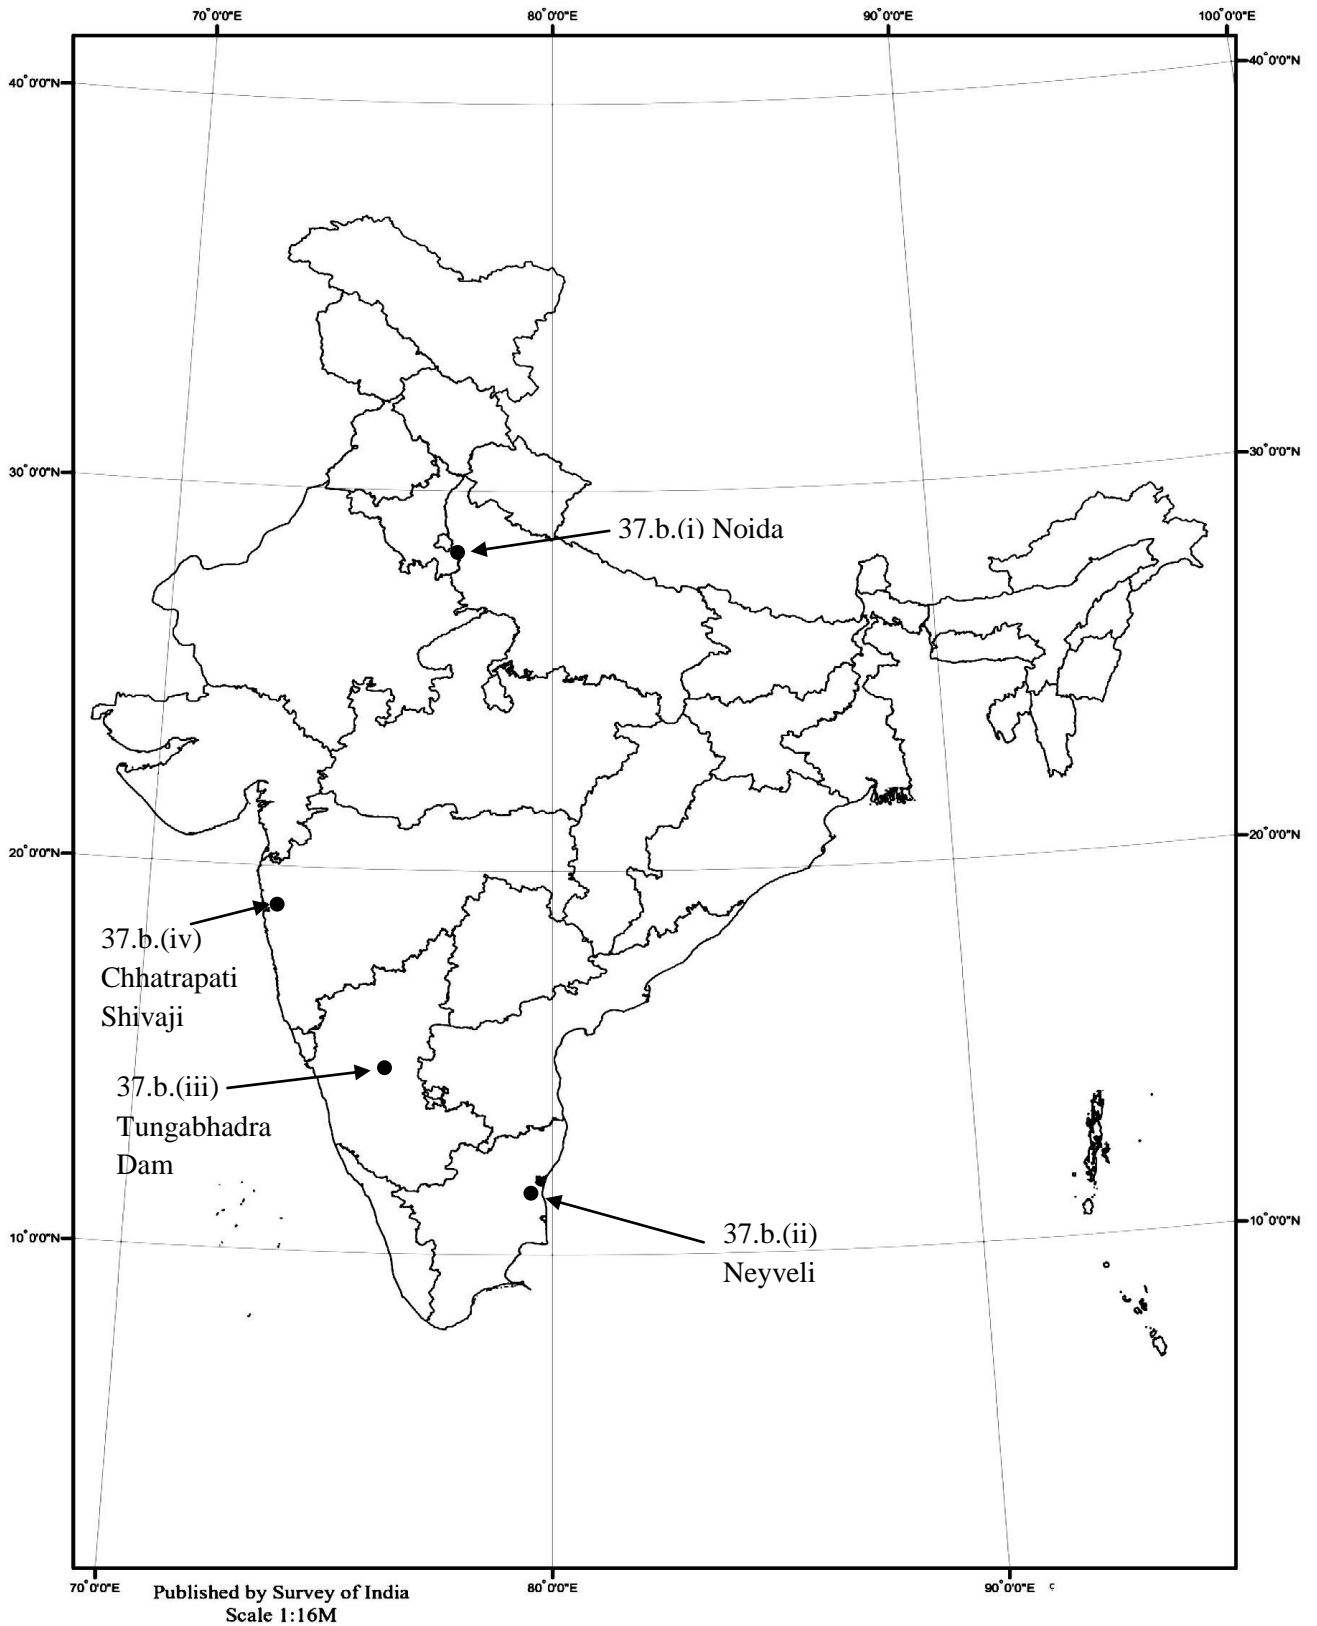 70°0'0"E
80°0'0"E
90°0'0"E
100°0'0"E
40°0'0"N
40°0'0"N
30°0'0"N
30°0'0"N
37.b.(i) Noida
20°0'0"N
20°0'0"N
37.b.(iv)
Chhatrapati
Shivaji
37.b.(iii)
Tungabhadra
Dam
37.b.(ii)
Neyveli
10°0'0"N
10°0'0"N
70°0'0"E
80°0'0"E
90°0'0"E
Published by Survey of India
Scale 1:16M